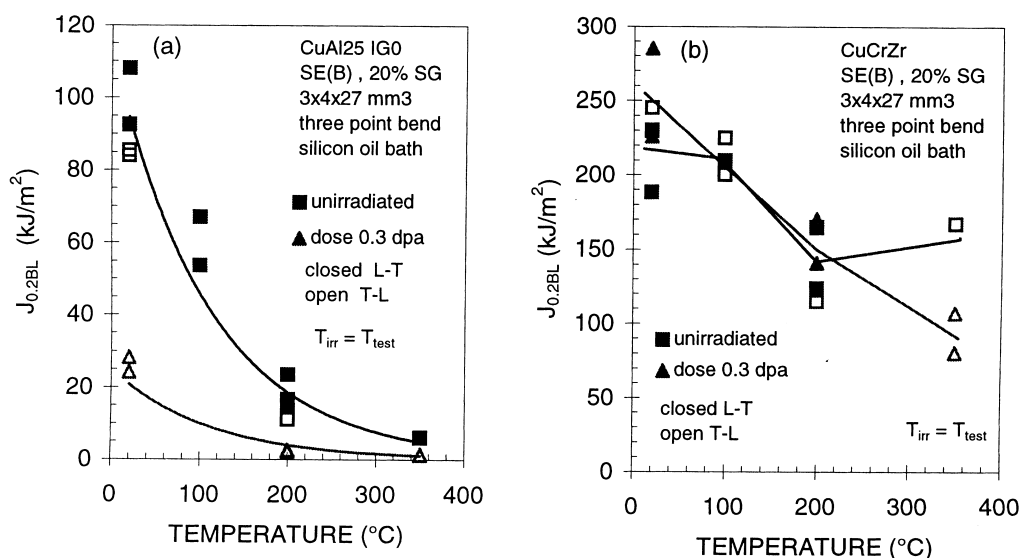 (a)
CuAl25 IG0
SE(B) , 20% SG
3x4x27 mm3
three point bend
silicon oil bath
■ unirradiated
▲ dose 0.3 dpa
closed L-T
open T-L
T_irr = T_test
J_0.2BL (kJ/m²)
120
100
80
60
40
20
0
0 100 200 300 400
TEMPERATURE (°C)
(b)
CuCrZr
SE(B) , 20% SG
3x4x27 mm3
three point bend
silicon oil bath
■ unirradiated
▲ dose 0.3 dpa
closed L-T
open T-L
T_irr = T_test
J_0.2BL (kJ/m²)
300
250
200
150
100
50
0
0 100 200 300 400
TEMPERATURE (°C)